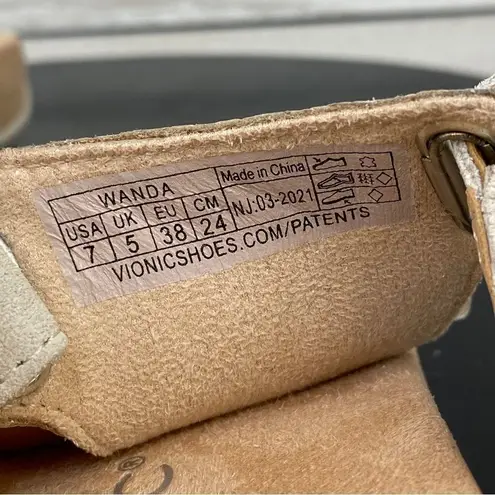 WANDA
USA UK EU CM
7 5 38 24
Made in China
NJ:03-2021
VIONICSHOES.COM/PATENTS
®